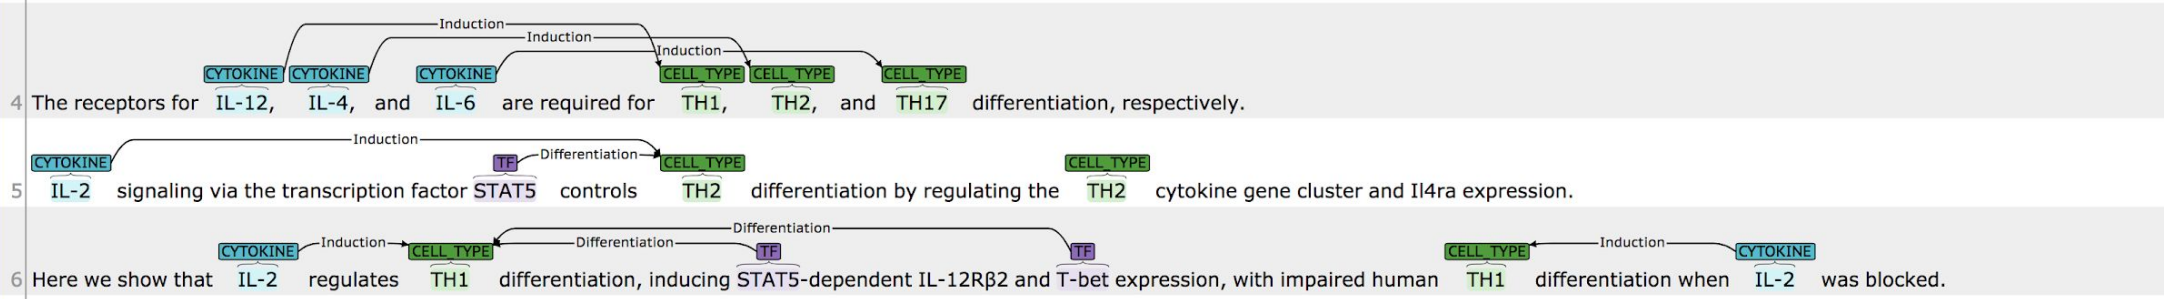 Induction
Induction
Induction
CYTOKINE CYTOKINE CYTOKINE CELL_TYPE CELL_TYPE CELL_TYPE
4 The receptors for IL-12, IL-4, and IL-6 are required for TH1, TH2, and TH17 differentiation, respectively.
Induction
CYTOKINE TF Differentiation CELL_TYPE CELL_TYPE
5 IL-2 signaling via the transcription factor STAT5 controls TH2 differentiation by regulating the TH2 cytokine gene cluster and Il4ra expression.
Differentiation
CYTOKINE Induction CELL_TYPE Differentiation TF TF CELL_TYPE Induction CYTOKINE
6 Here we show that IL-2 regulates TH1 differentiation, inducing STAT5-dependent IL-12Rβ2 and T-bet expression, with impaired human TH1 differentiation when IL-2 was blocked.